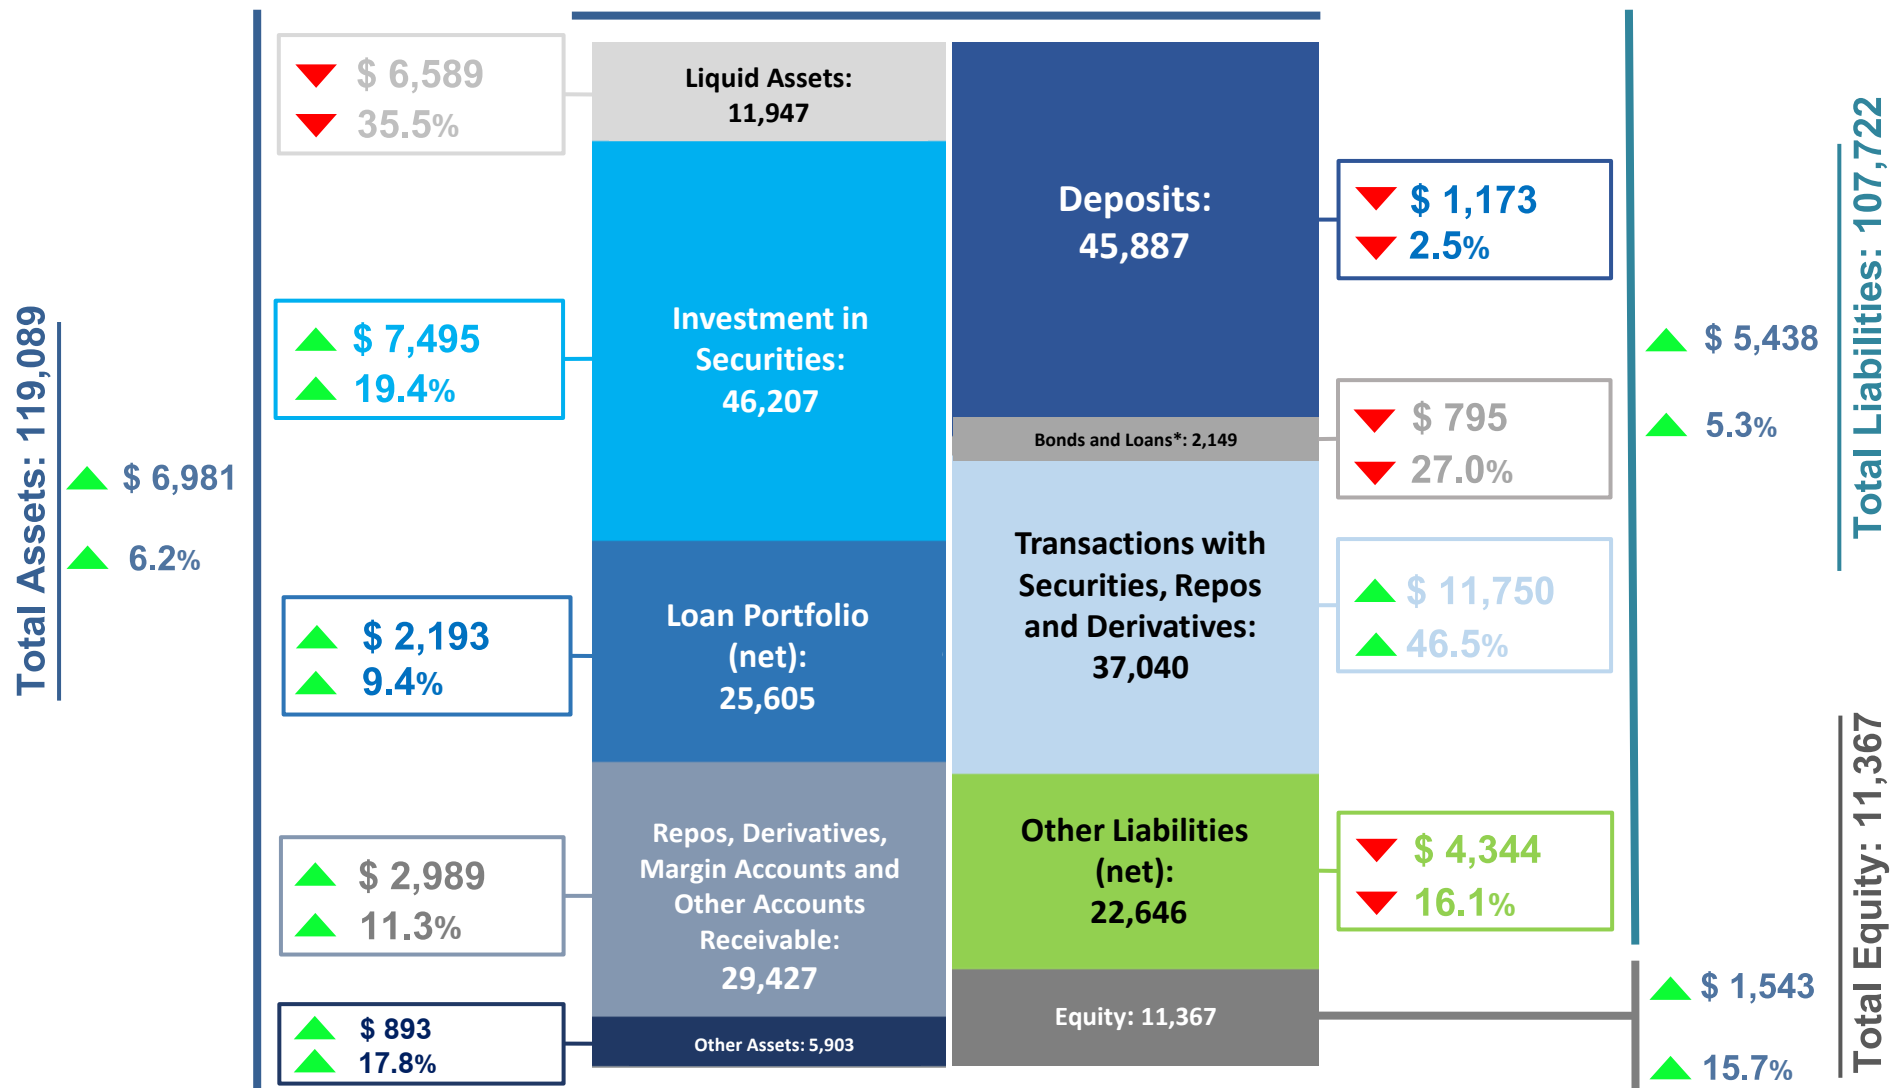 Total Assets: 119,089
$ 6,981
6.2%
$ 6,589
35.5%
$ 7,495
19.4%
$ 2,193
9.4%
$ 2,989
11.3%
$ 893
17.8%
Liquid Assets:
11,947
Investment in
Securities:
46,207
Loan Portfolio
(net):
25,605
Repos, Derivatives,
Margin Accounts and
Other Accounts
Receivable:
29,427
Other Assets: 5,903
Deposits:
45,887
Bonds and Loans*: 2,149
Transactions with
Securities, Repos
and Derivatives:
37,040
Other Liabilities
(net):
22,646
Equity: 11,367
$ 1,173
2.5%
$ 795
27.0%
$ 11,750
46.5%
$ 4,344
16.1%
$ 5,438
5.3%
$ 1,543
15.7%
Total Liabilities: 107,722
Total Equity: 11,367